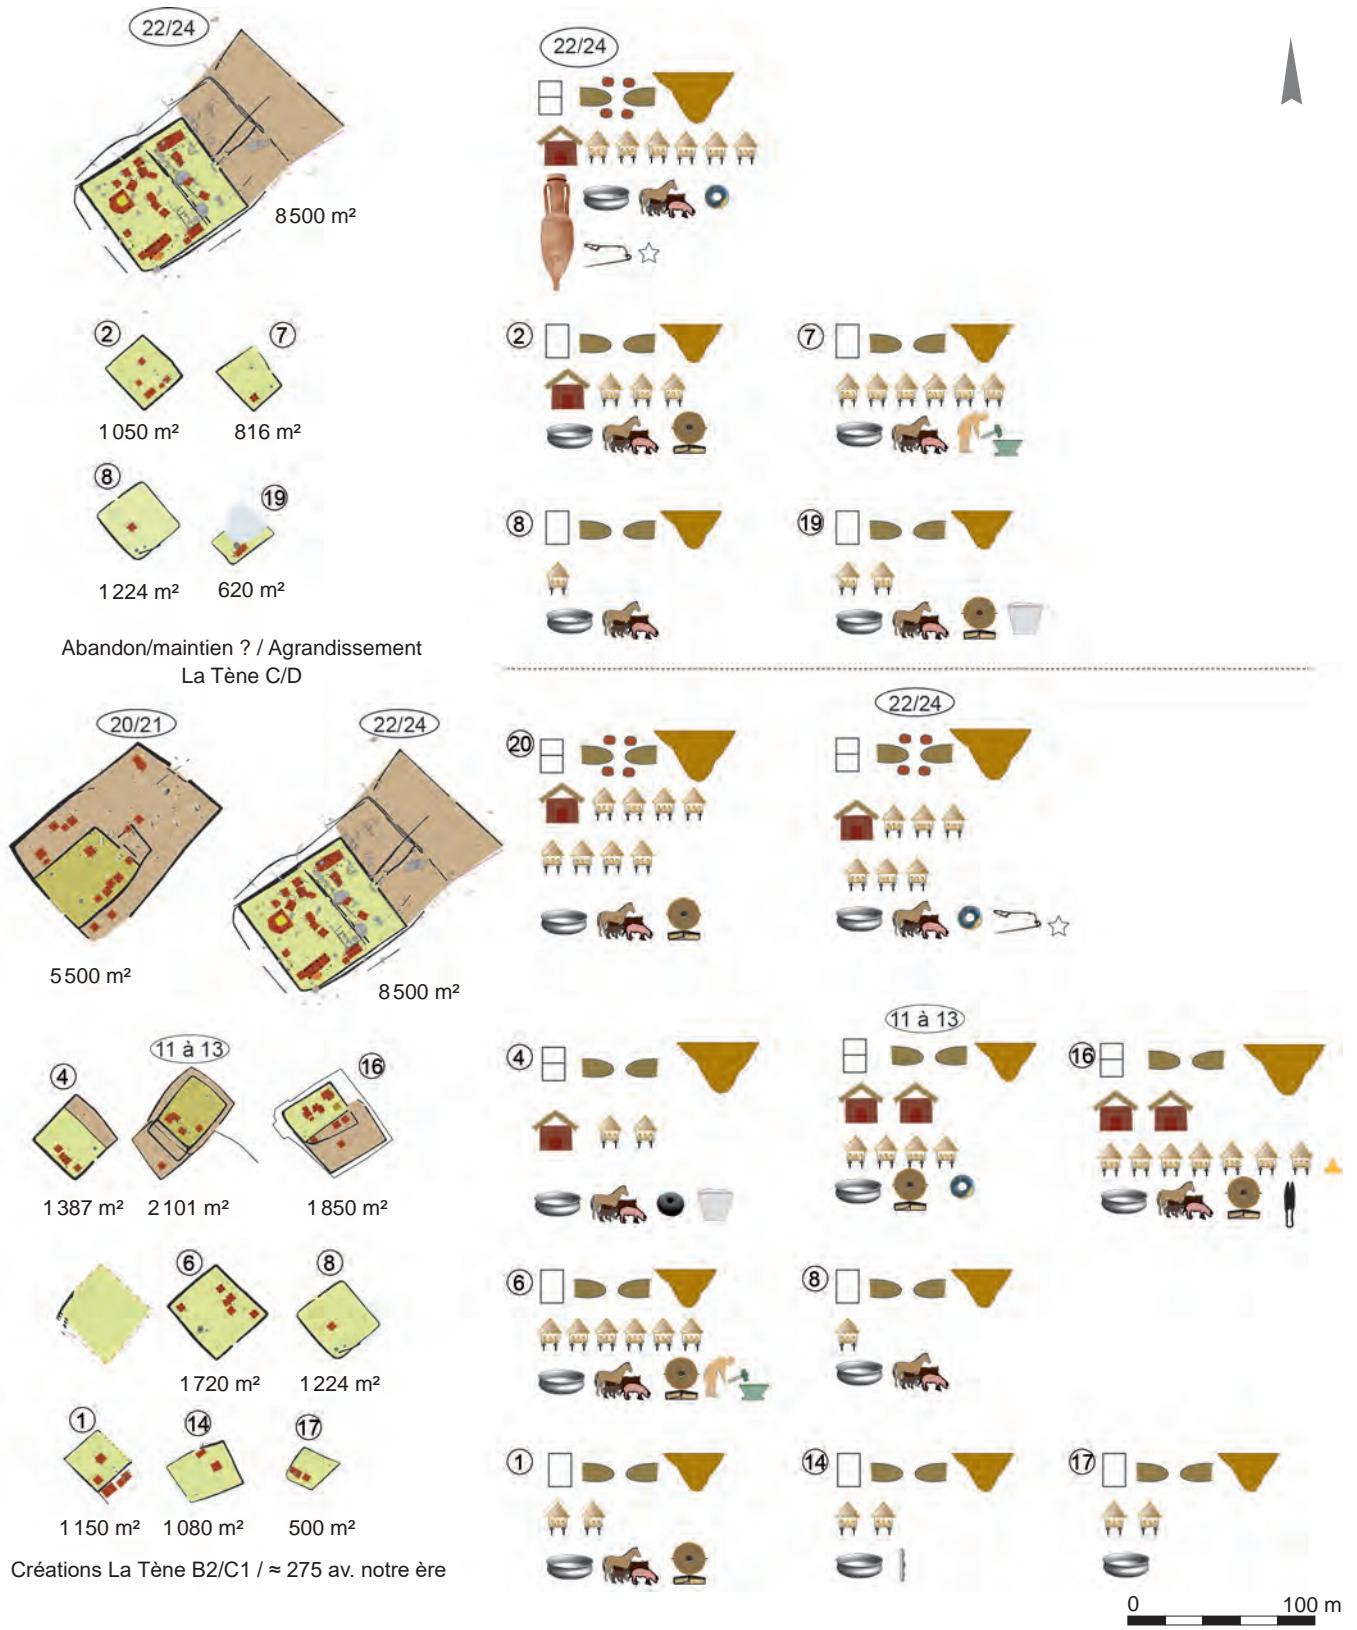 22/24
22/24
8 500 m²
2
7
2
7
1 050 m²
816 m²
8
19
8
19
1 224 m²
620 m²
Abandon/maintien ? / Agrandissement
La Tène C/D
20/21
22/24
20
22/24
5 500 m²
8 500 m²
4
11 à 13
16
4
11 à 13
16
1 387 m²
2 101 m²
1 850 m²
6
8
6
8
1 720 m²
1 224 m²
1
14
17
1
14
17
1 150 m²
1 080 m²
500 m²
Créations La Tène B2/C1 / ≈ 275 av. notre ère
0
100 m